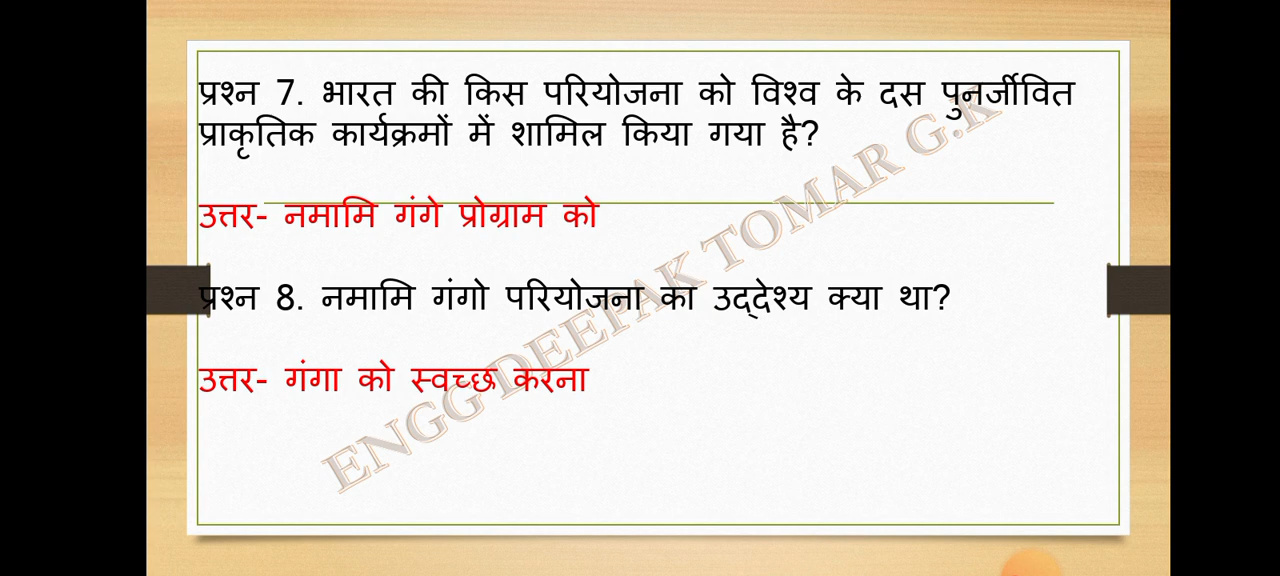 प्रश्न 7. भारत की किस परियोजना को विश्व के दस पुनर्जीवित
प्राकृतिक कार्यक्रमों में शामिल किया गया है?
उत्तर- नमामि गंगे प्रोग्राम को
प्रश्न 8. नमामि गंगो परियोजना का उद्देश्य क्या था?
उत्तर- गंगा को स्वच्छ करना
ENGG DEEPAK TOMAR G.K